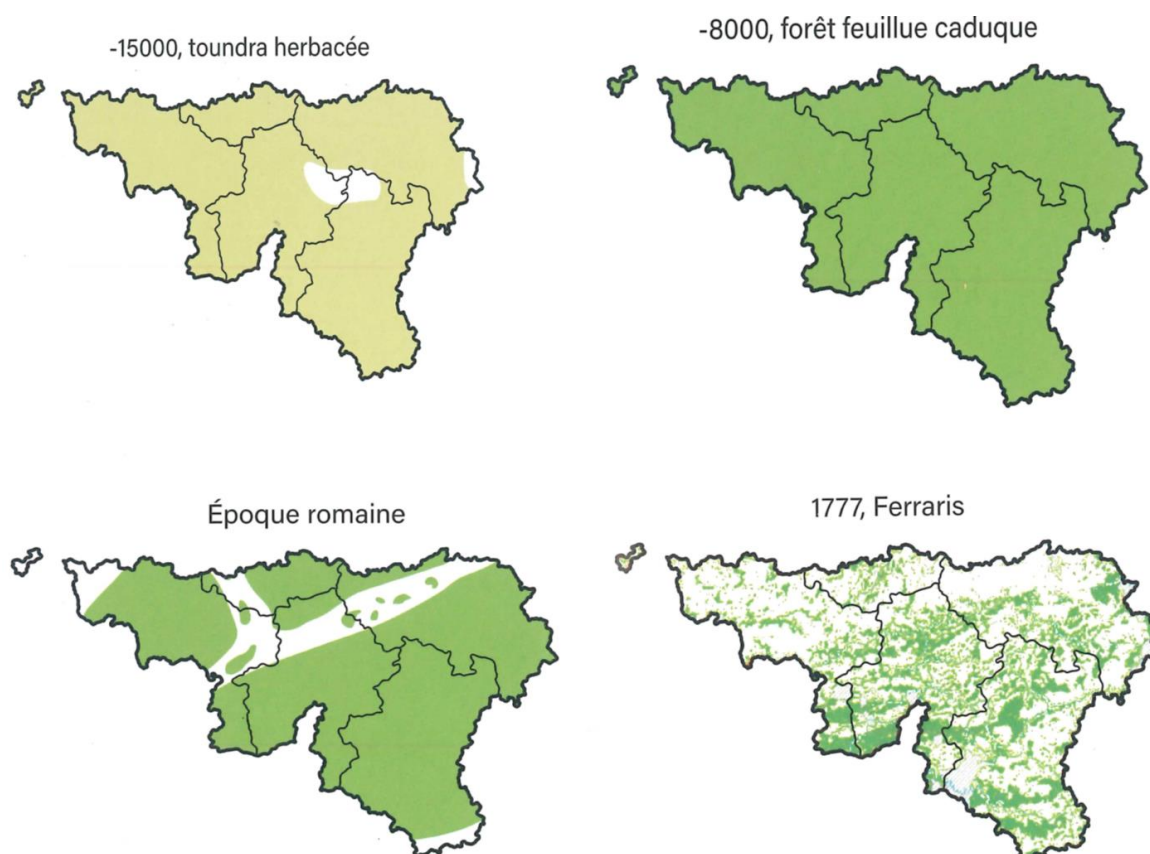 -15000, toundra herbacée
-8000, forêt feuillue caduque
Époque romaine
1777, Ferraris